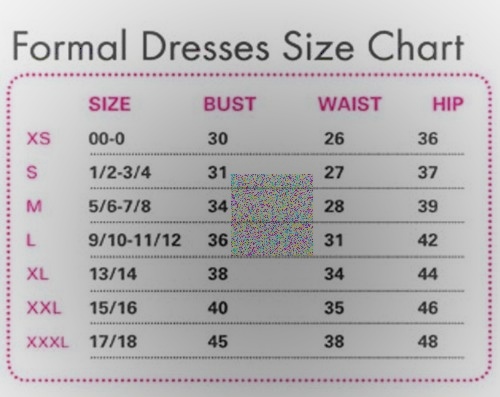 Formal Dresses Size Chart
SIZE BUST WAIST HIP
XS 00-0 30 26 36
S 1/2-3/4 31 27 37
M 5/6-7/8 34 28 39
L 9/10-11/12 36 31 42
XL 13/14 38 34 44
XXL 15/16 40 35 46
XXXL 17/18 45 38 48